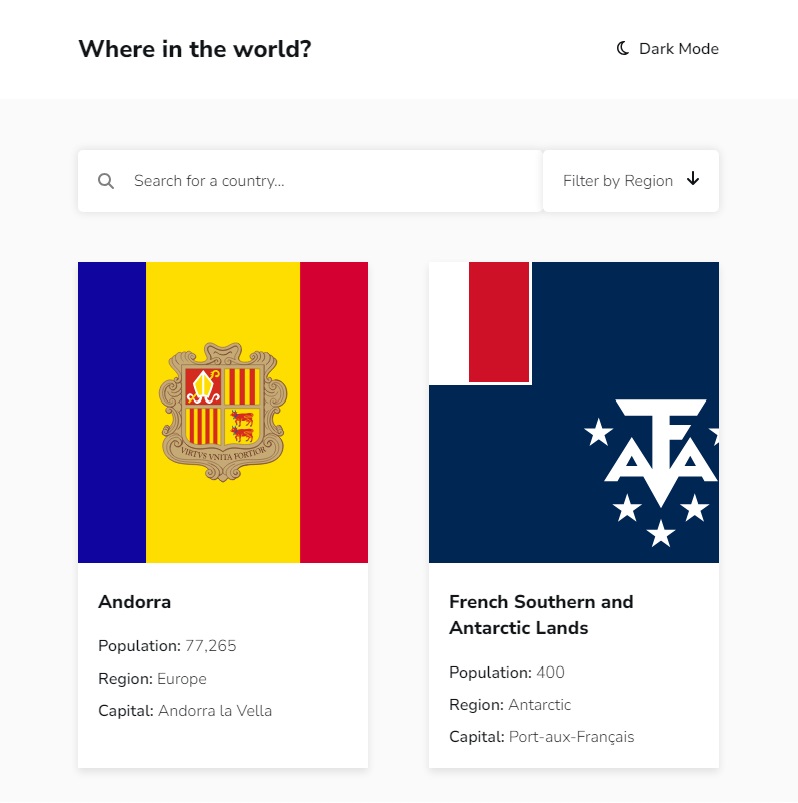 Where in the world?
Dark Mode
Search for a country...
Filter by Region
VIRTVS VNITA FORTIOR
Andorra
Population: 77,265
Region: Europe
Capital: Andorra la Vella
TAAF
French Southern and
Antarctic Lands
Population: 400
Region: Antarctic
Capital: Port-aux-Français